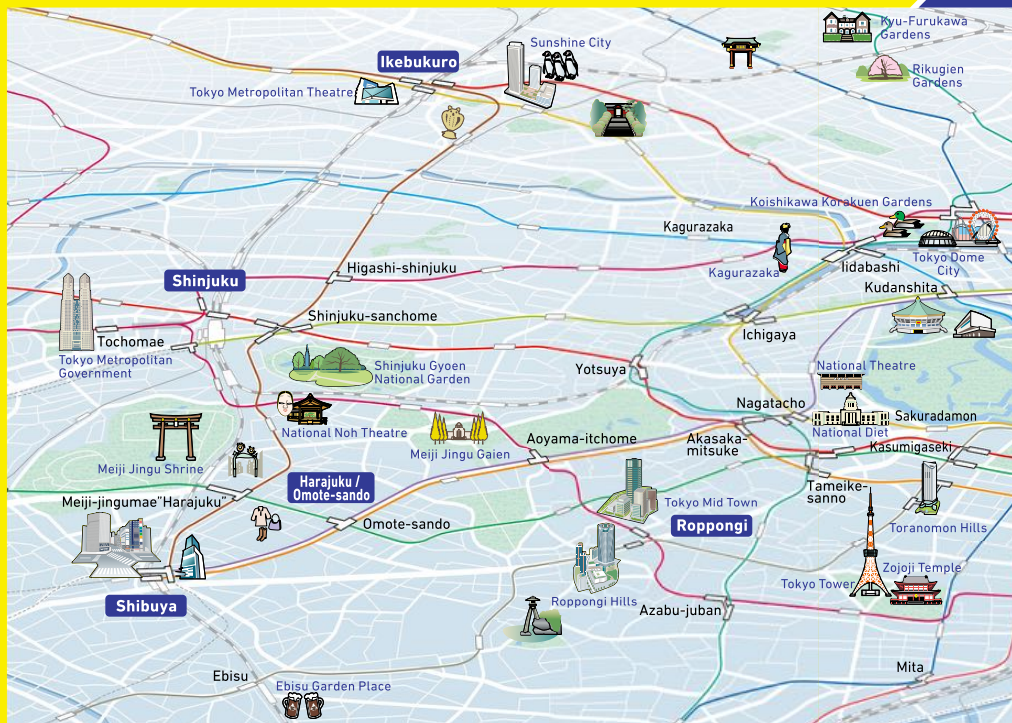 Kyu-Furukawa
Gardens
Sunshine City
Ikebukuro
Rikugien
Gardens
Tokyo Metropolitan Theatre
Koishikawa Korakuen Gardens
Kagurazaka
Kagurazaka
Iidabashi
Tokyo Dome
City
Higashi-shinjuku
Shinjuku
Kudanshita
Shinjuku-sanchome
Ichigaya
Tochomae
Tokyo Metropolitan
Government
Shinjuku Gyoen
National Garden
Yotsuya
National Theatre
Nagatacho
Sakuradamon
National Diet
National Noh Theatre
Aoyama-itchome
Akasaka-
mitsuke
Kasumigaseki
Meiji Jingu Gaien
Meiji Jingu Shrine
Harajuku /
Omote-sando
Tameike-
sanno
Meiji-jingumae"Harajuku"
Tokyo Mid Town
Omote-sando
Roppongi
Toranomon Hills
Zojoji Temple
Tokyo Tower
Roppongi Hills
Shibuya
Azabu-juban
Mita
Ebisu
Ebisu Garden Place